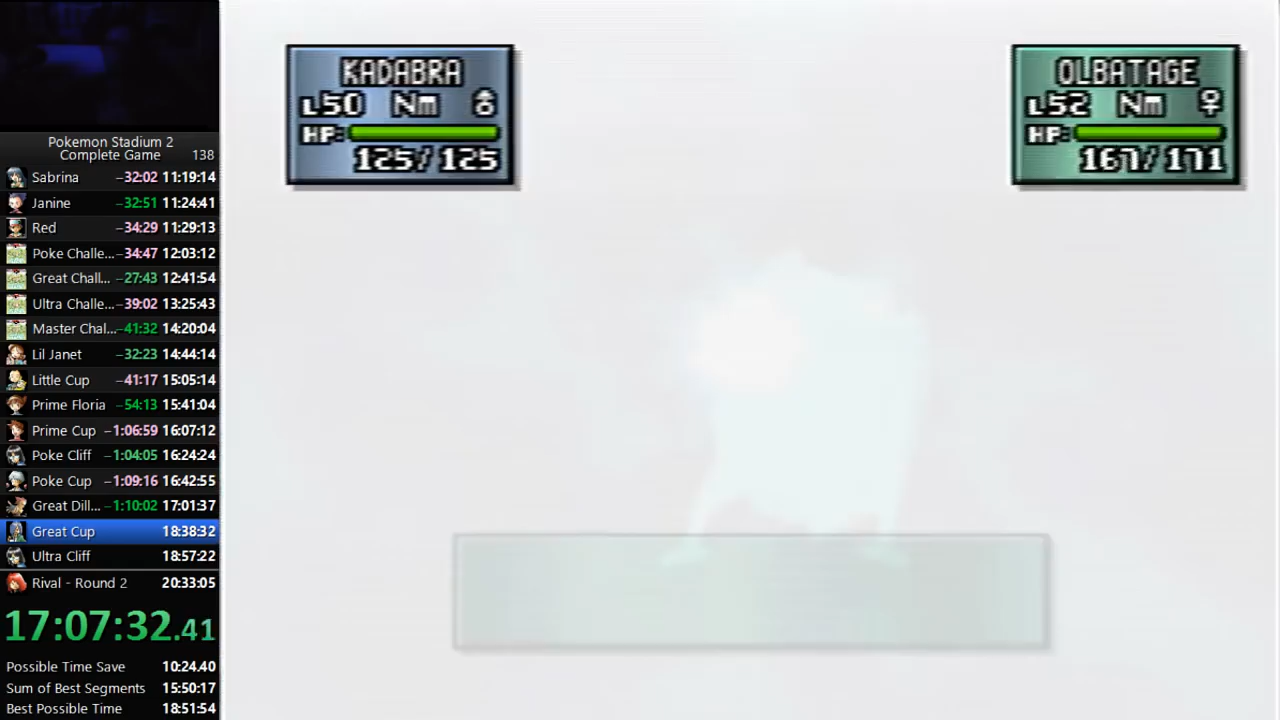 Pokemon Stadium 2
Complete Game 138
Sabrina -32:02 11:19:14
Janine -32:51 11:24:41
Red -34:29 11:29:13
Poke Challe... -34:47 12:03:12
Great Chall... -27:43 12:41:54
Ultra Challe... -39:02 13:25:43
Master Chal... -41:32 14:20:04
Lil Janet -32:23 14:44:14
Little Cup -41:17 15:05:14
Prime Floria -54:13 15:41:04
Prime Cup -1:06:59 16:07:12
Poke Cliff -1:04:05 16:24:24
Poke Cup -1:09:16 16:42:55
Great Dill... -1:10:02 17:01:37
Great Cup 18:38:32
Ultra Cliff 18:57:22
Rival - Round 2 20:33:05
17:07:32.41
Possible Time Save 10:24.40
Sum of Best Segments 15:50:17
Best Possible Time 18:51:54
KADABRA
L50 Nm ♂
HP:
125/125
OLBATAGE
L52 Nm ♀
HP:
167/171